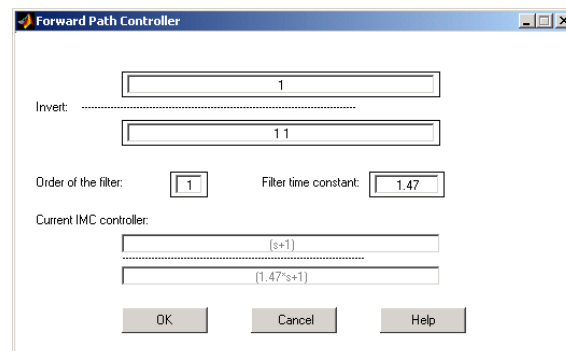 Forward Path Controller
1
Invert: ------------------------------------------------------------
1 1
Order of the filter: 1 Filter time constant: 1.47
Current IMC controller:
(s+1)
------------------------------------------------------------
(1.47*s+1)
OK Cancel Help